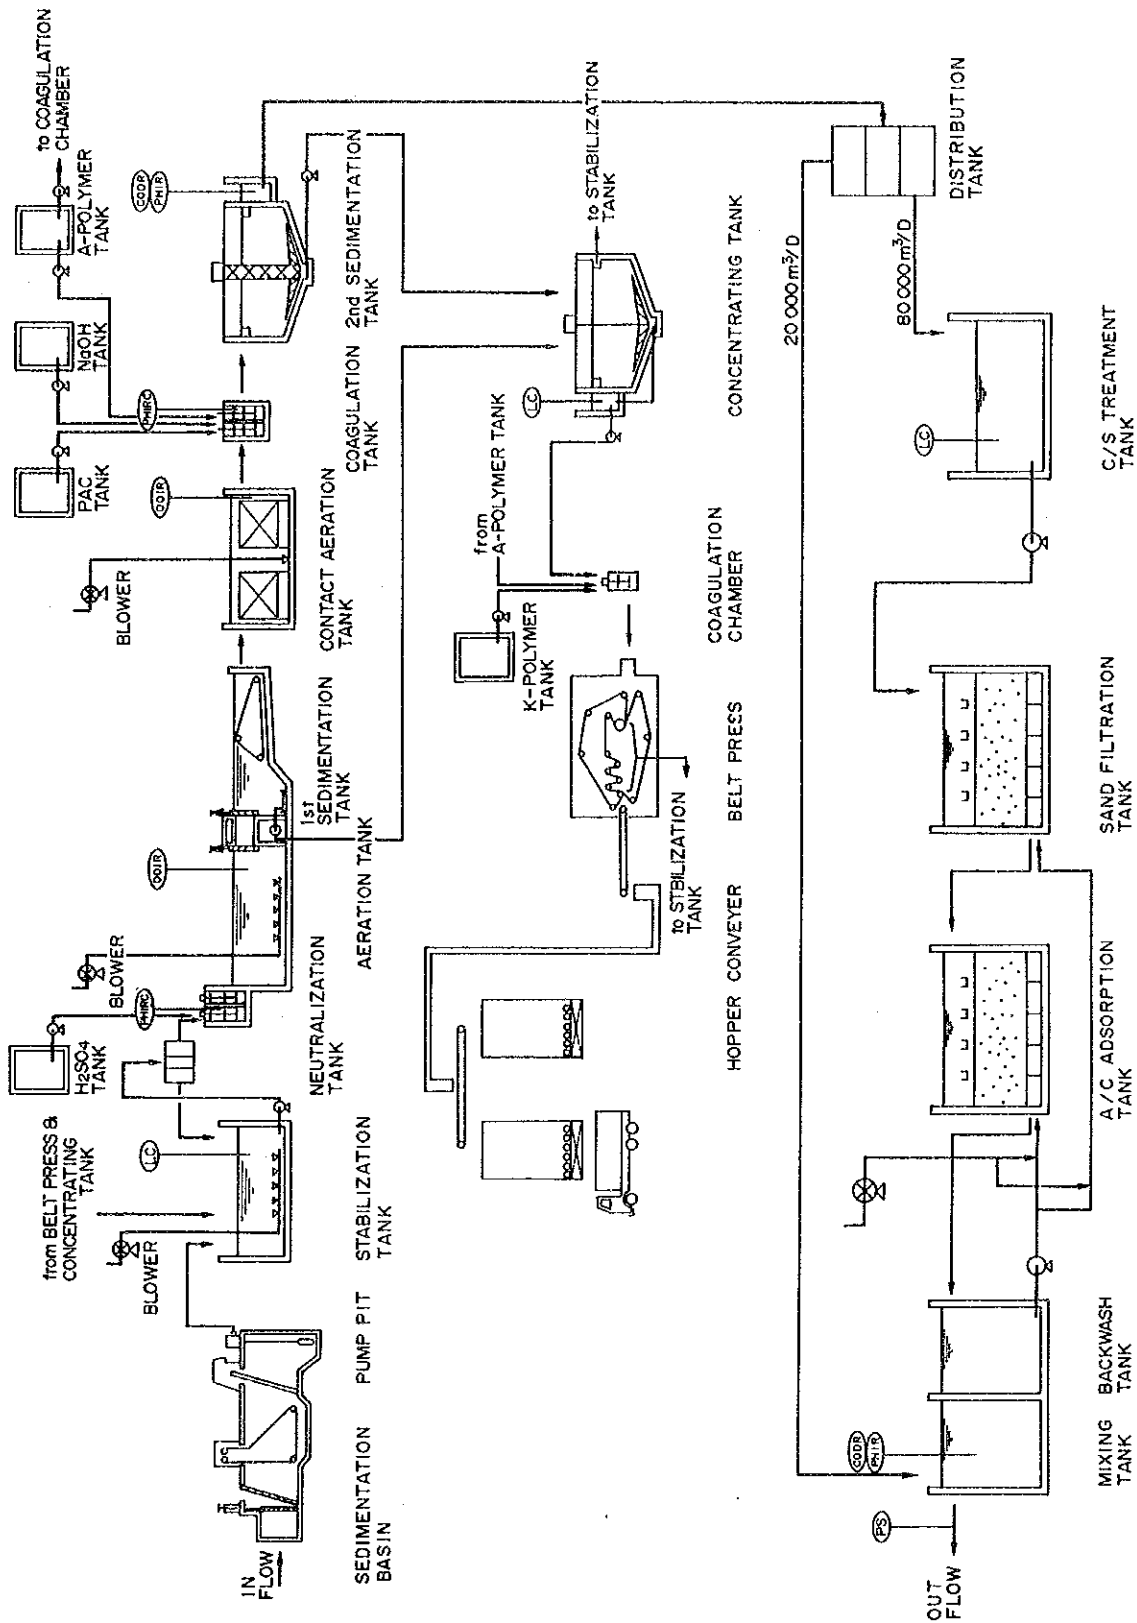 IN
FLOW
SEDIMENTATION
BASIN
PUMP PIT
from BELT PRESS &
CONCENTRATING
TANK
BLOWER
LC
STABILIZATION
TANK
H2SO4
TANK
PHIRC
NEUTRALIZATION
TANK
BLOWER
DOIR
AERATION TANK
1st
SEDIMENTATION
TANK
BLOWER
DOIR
CONTACT AERATION
TANK
PAC
TANK
NaOH
TANK
A-POLYMER
TANK
to COAGULATION
CHAMBER
PHIRC
COAGULATION
TANK
CODR
PHIR
2nd SEDIMENTATION
TANK
HOPPER CONVEYER
to STBILIZATION
TANK
BELT PRESS
K-POLYMER
TANK
from
A-POLYMER TANK
COAGULATION
CHAMBER
LC
CONCENTRATING TANK
to STABILIZATION
TANK
20 000 m³/D
80 000 m³/D
DISTRIBUTION
TANK
LC
C/S TREATMENT
TANK
SAND FILTRATION
TANK
A/C ADSORPTION
TANK
BACKWASH
TANK
MIXING
TANK
CODR
PHIR
PS
OUT
FLOW